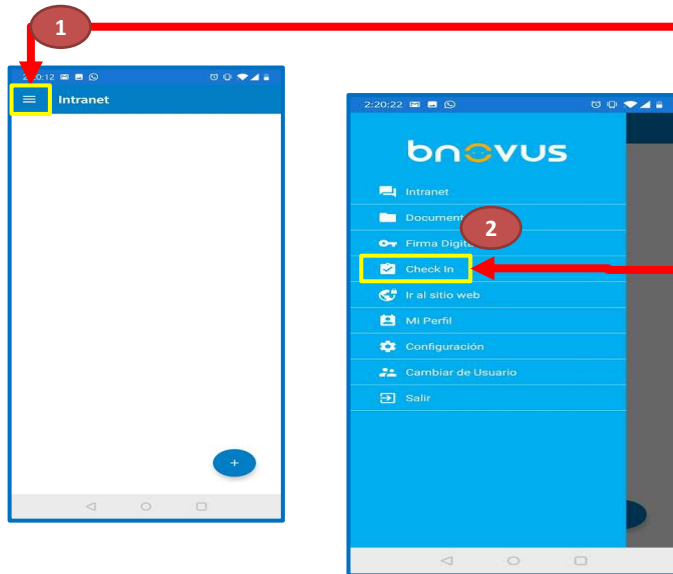 1
Intranet
2:20:22
bnovus
Intranet
2
Check In
Ir al sitio web
Mi Perfil
Configuración
Cambiar de Usuario
Salir
+